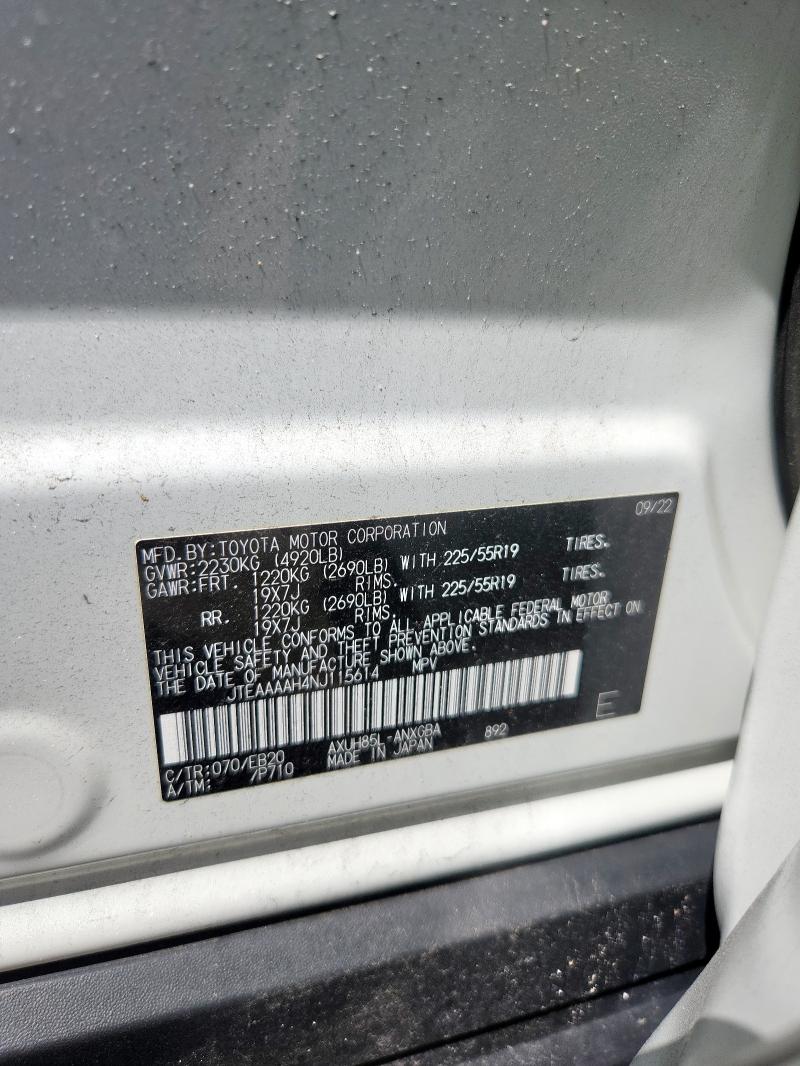 09/22
MFD. BY: TOYOTA MOTOR CORPORATION
GVWR: 2230KG (4920LB)
GAWR: FRT. 1220KG (2690LB) WITH 225/55R19 TIRES.
19X7J RIMS.
RR. 1220KG (2690LB) WITH 225/55R19 TIRES.
19X7J RIMS.
THIS VEHICLE CONFORMS TO ALL APPLICABLE FEDERAL MOTOR
VEHICLE SAFETY AND THEFT PREVENTION STANDARDS IN EFFECT ON
THE DATE OF MANUFACTURE SHOWN ABOVE.
JTEAAAAH4NJ115614 MPV
E
C/TR: 070/EB20 AXUH85L-ANXGBA 892
A/TM: 7P710 MADE IN JAPAN